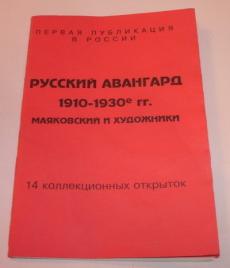 ПЕРВАЯ ПУБЛИКАЦИЯ
В РОССИИ
РУССКИЙ АВАНГАРД
1910-1930е гг.
МАЯКОВСКИЙ И ХУДОЖНИКИ
14 коллекционных открыток